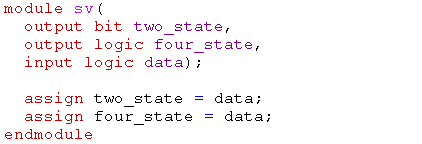 module sv(
output bit two_state,
output logic four_state,
input logic data);
assign two_state = data;
assign four_state = data;
endmodule